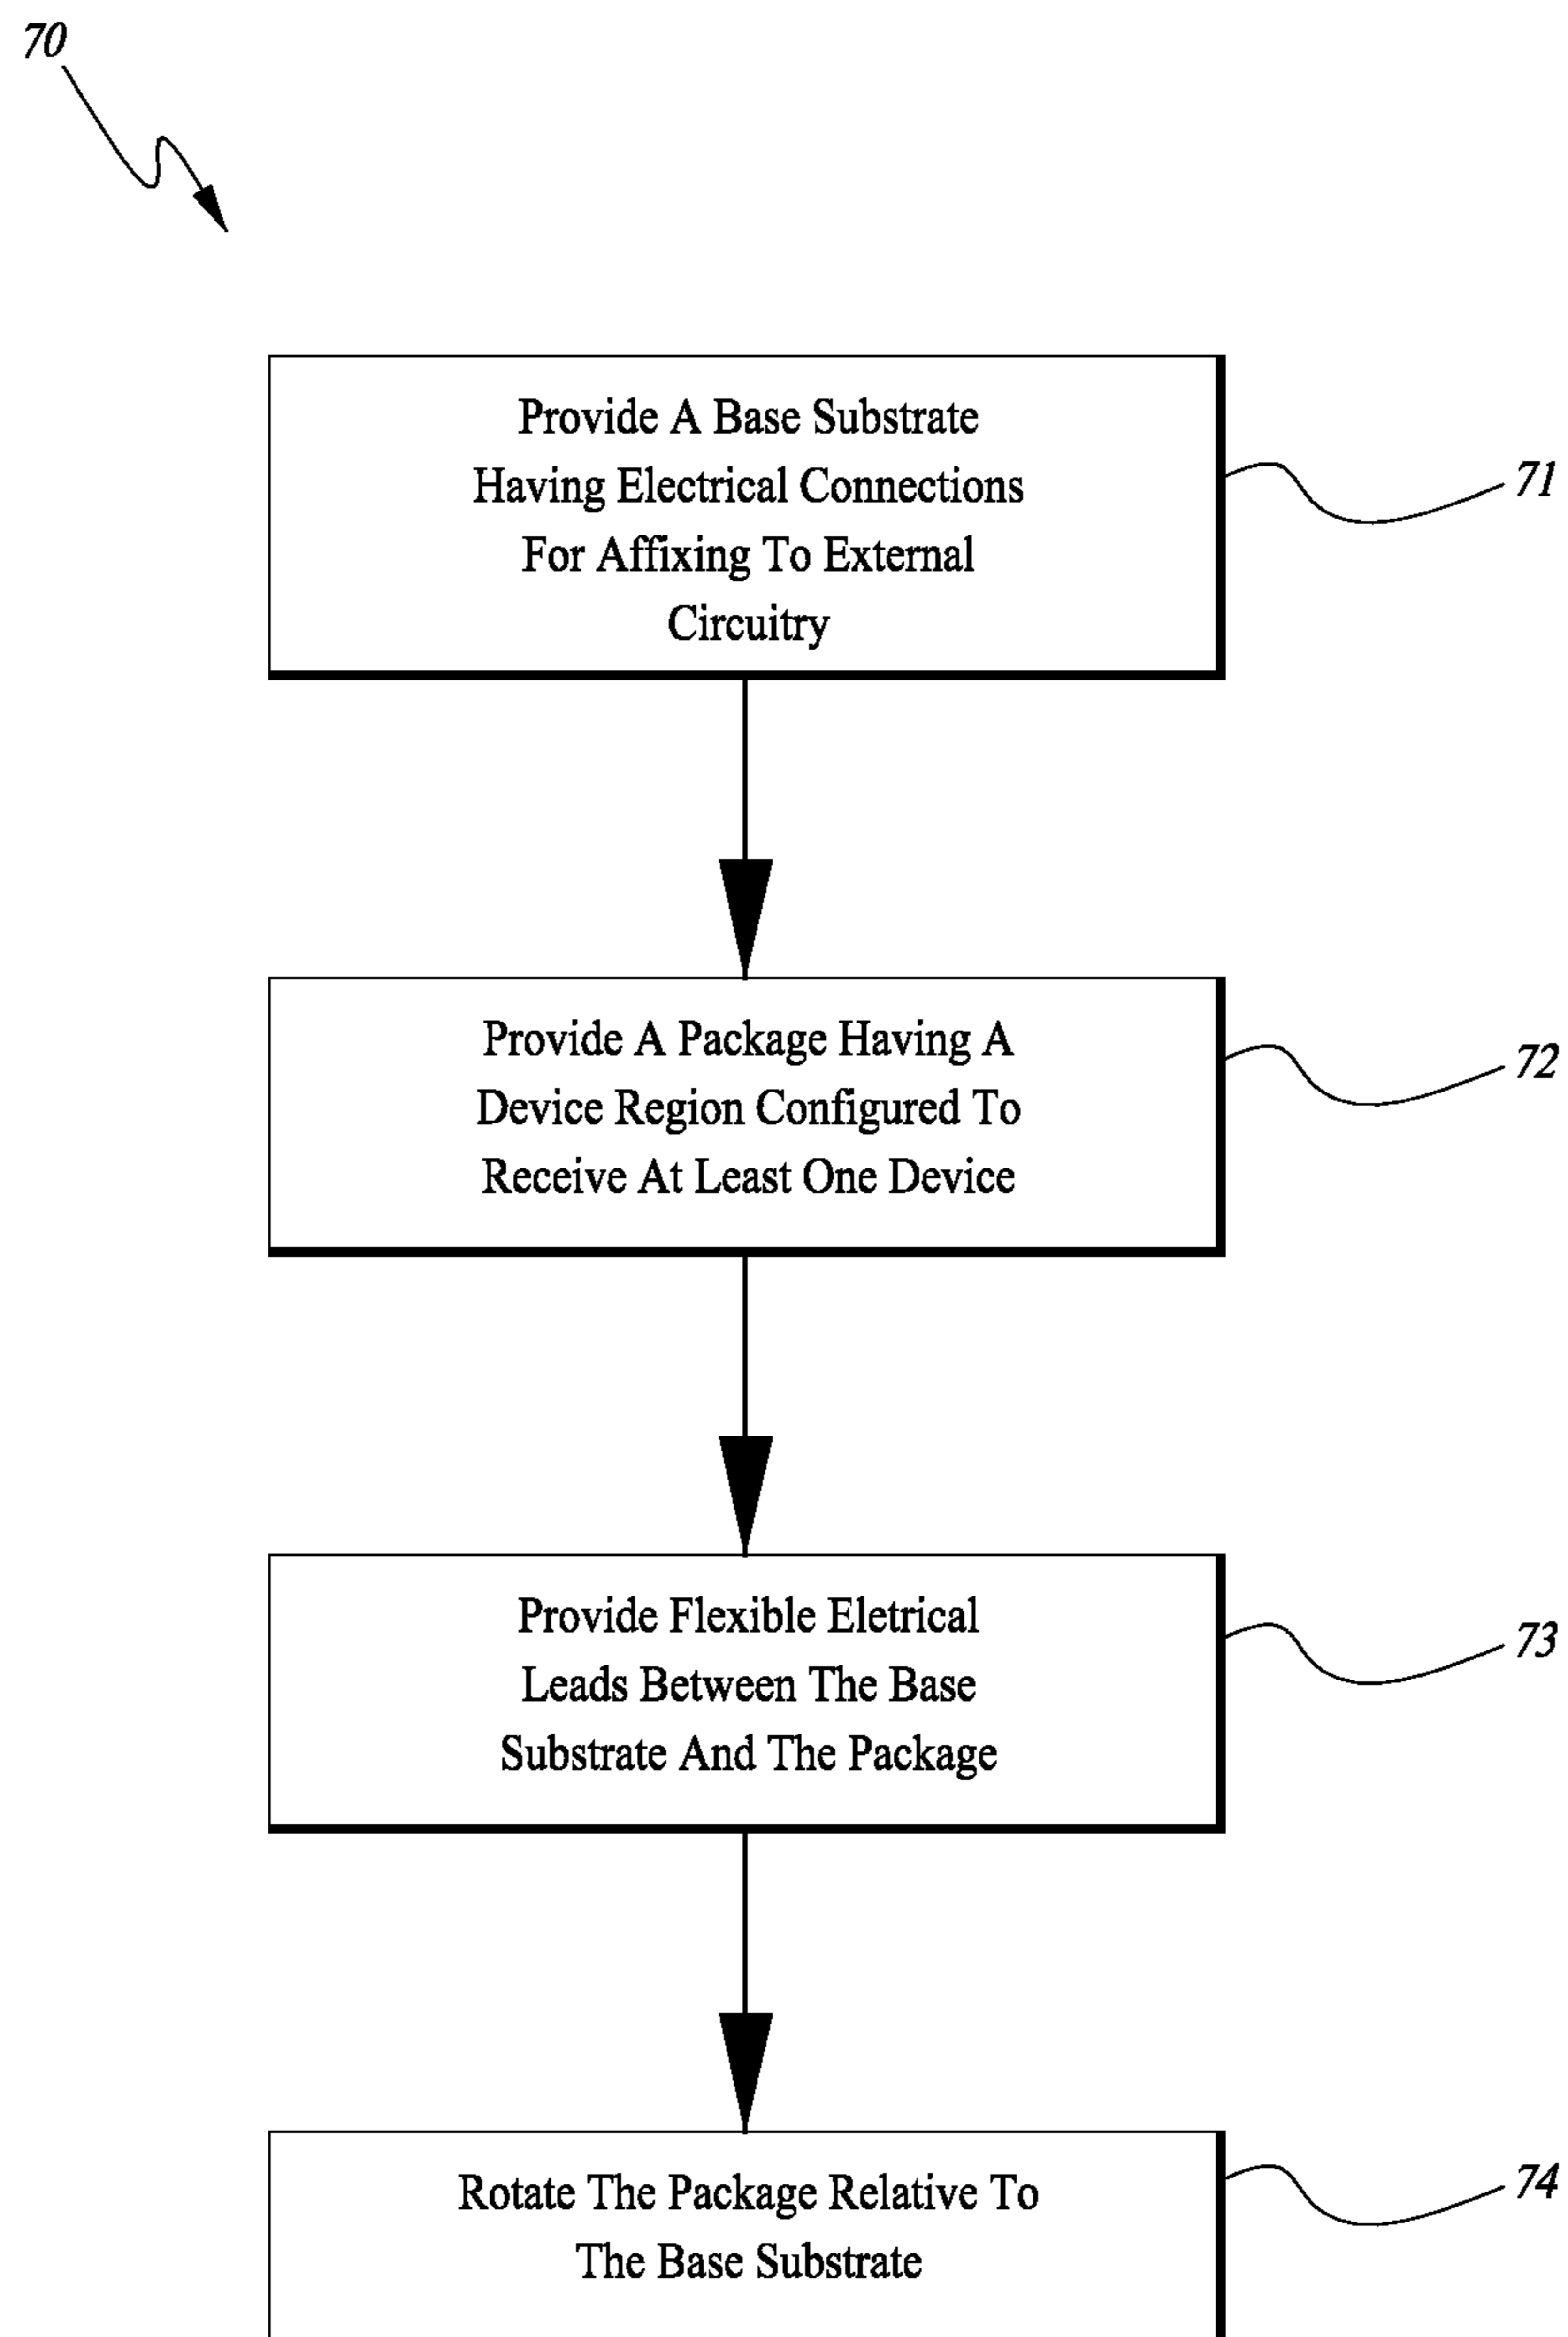 70
Provide A Base Substrate
Having Electrical Connections
For Affixing To External
Circuitry
71
Provide A Package Having A
Device Region Configured To
Receive At Least One Device
72
Provide Flexible Eletrical
Leads Between The Base
Substrate And The Package
73
Rotate The Package Relative To
The Base Substrate
74